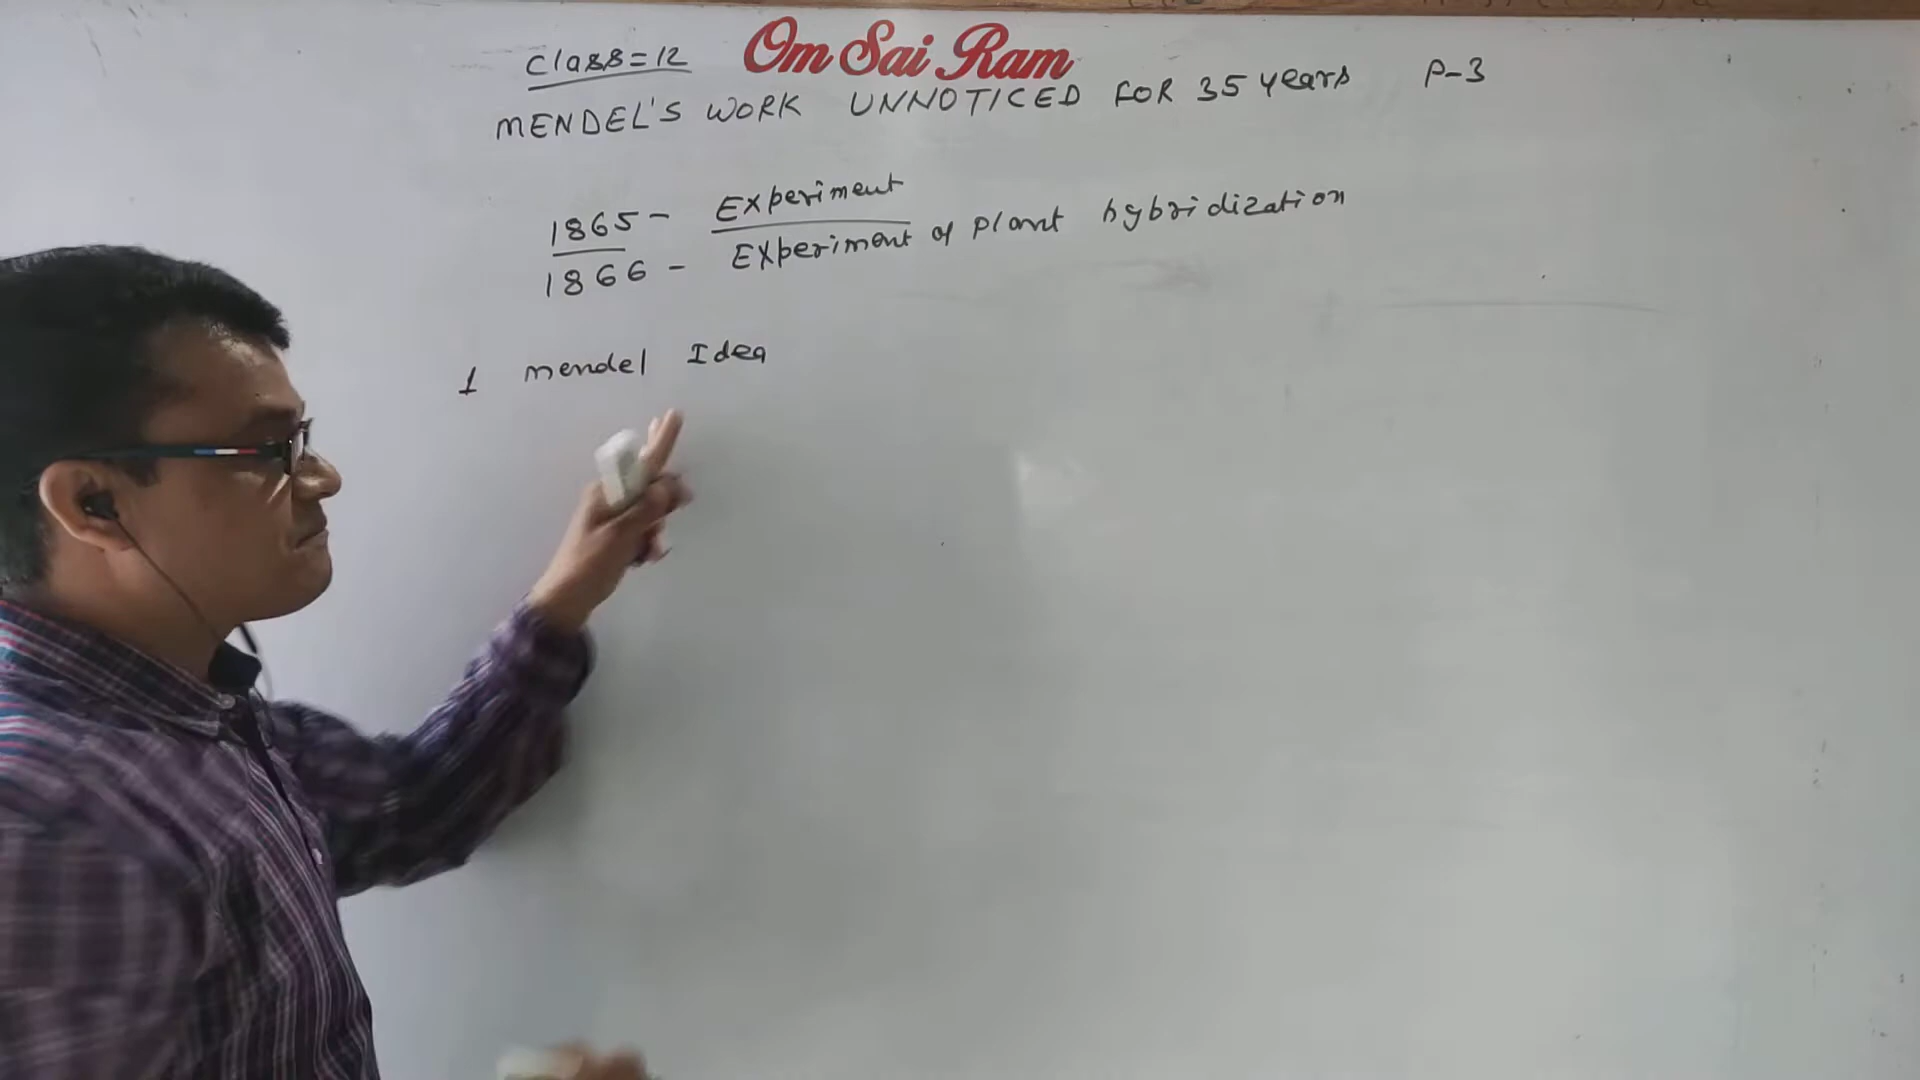 Class=12 Om Sai Ram
MENDEL'S WORK UNNOTICED FOR 35 years P-3
1865 - Experiment
1866 - Experiment of plant hybridization
1 mendel Idea